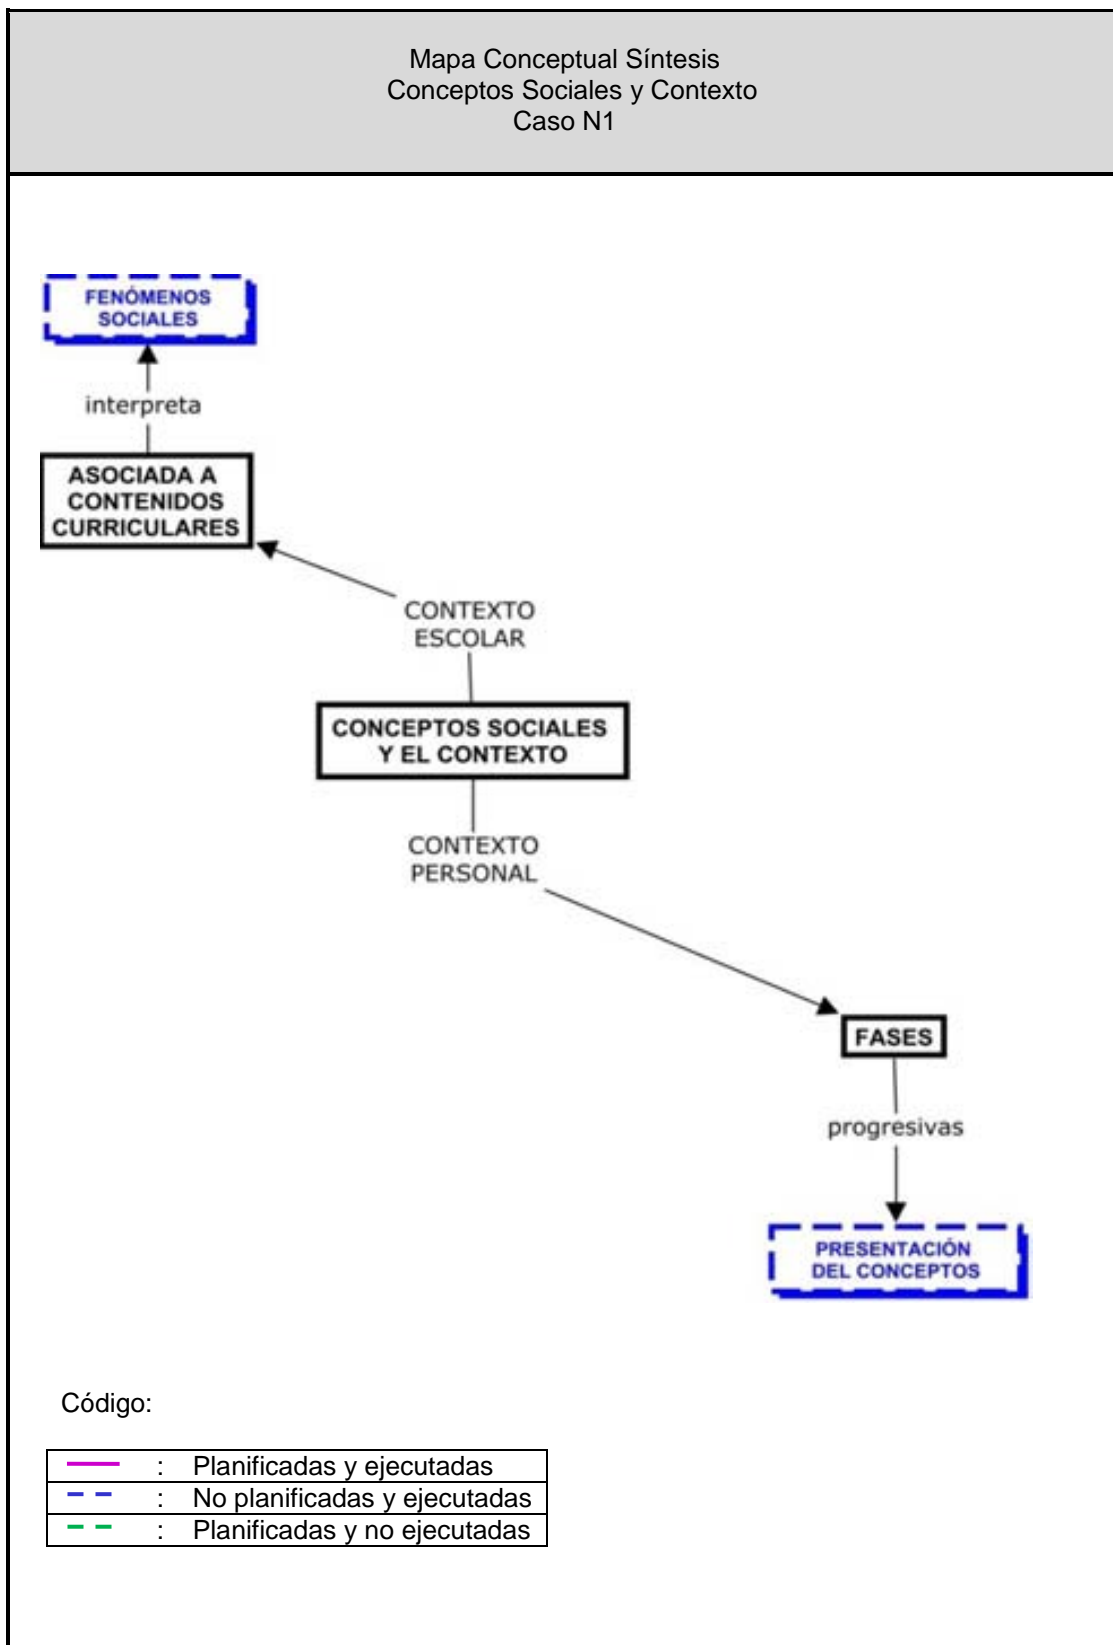 Mapa Conceptual Síntesis
Conceptos Sociales y Contexto
Caso N1
FENÓMENOS
SOCIALES
interpreta
ASOCIADA A
CONTENIDOS
CURRICULARES
CONTEXTO
ESCOLAR
CONCEPTOS SOCIALES
Y EL CONTEXTO
CONTEXTO
PERSONAL
FASES
progresivas
PRESENTACIÓN
DEL CONCEPTOS
Código:
: Planificadas y ejecutadas
: No planificadas y ejecutadas
: Planificadas y no ejecutadas